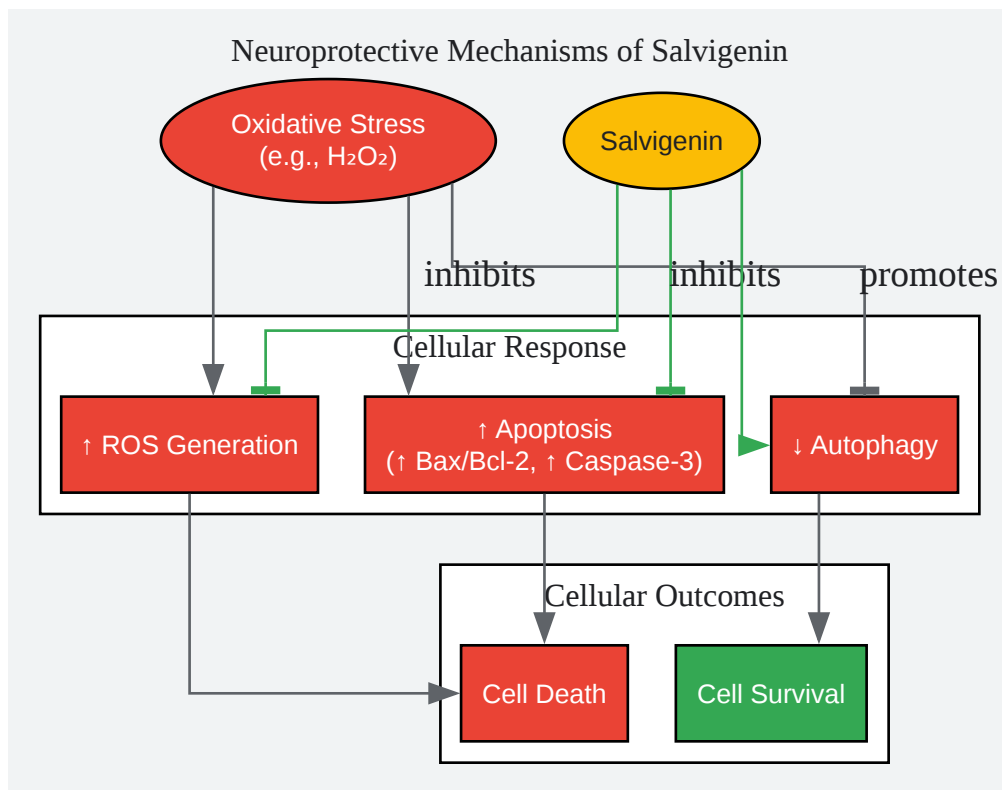 Neuroprotective Mechanisms of Salvigenin
Oxidative Stress
(e.g., H₂O₂)
Salvigenin
inhibits
inhibits
promotes
Cellular Response
↑ ROS Generation
↑ Apoptosis
(↑ Bax/Bcl-2, ↑ Caspase-3)
↓ Autophagy
Cellular Outcomes
Cell Death
Cell Survival